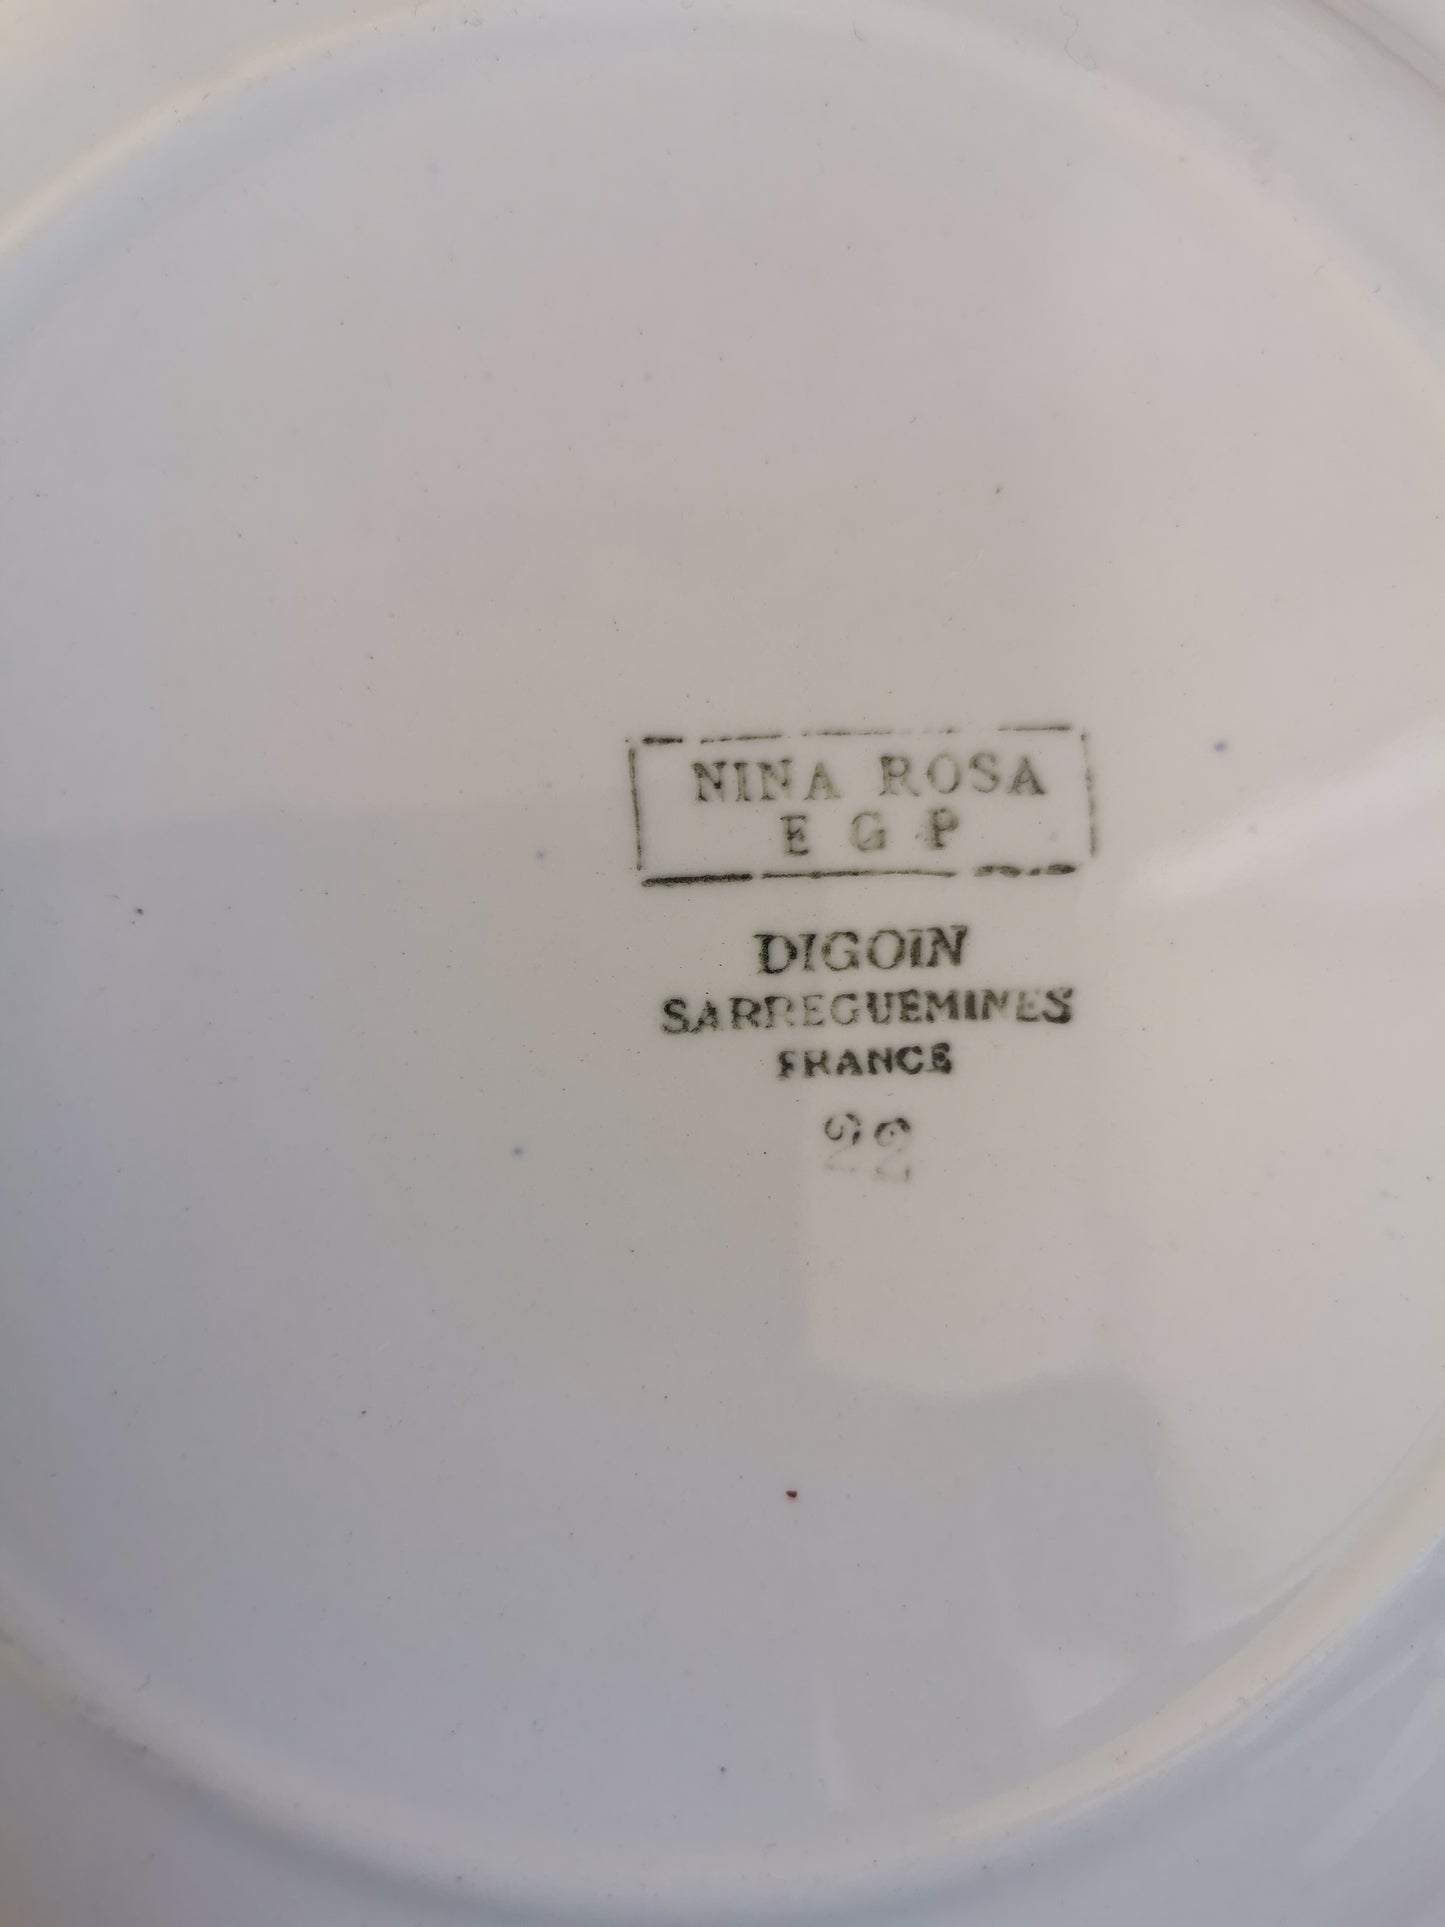 NINA ROSA
E G P
DIGOIN
SARREGUEMINES
FRANCE
22